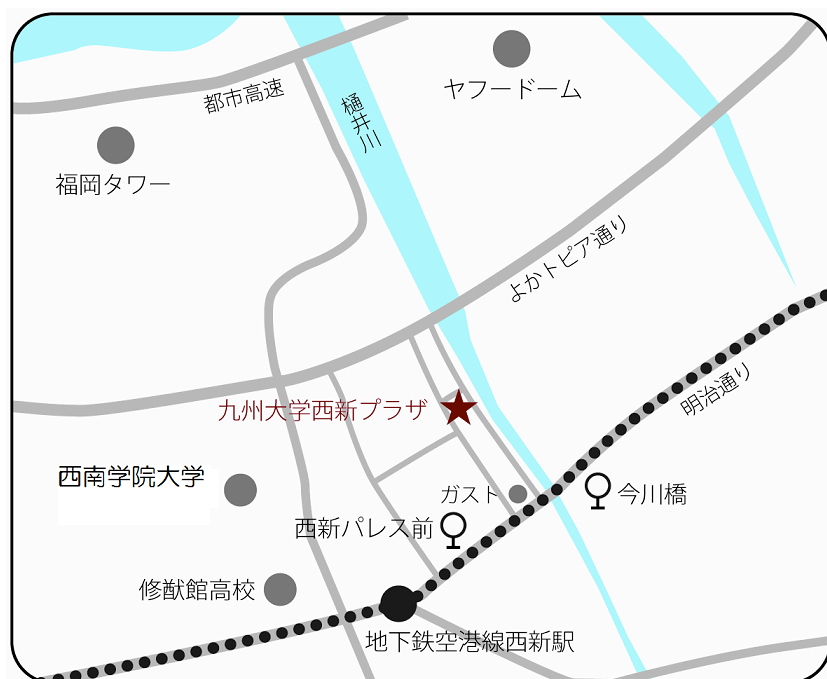 ヤフードーム
都市高速
樋井川
福岡タワー
よかトピア通り
明治通り
九州大学西新プラザ
西南学院大学
ガスト
今川橋
西新パレス前
修猷館高校
地下鉄空港線西新駅